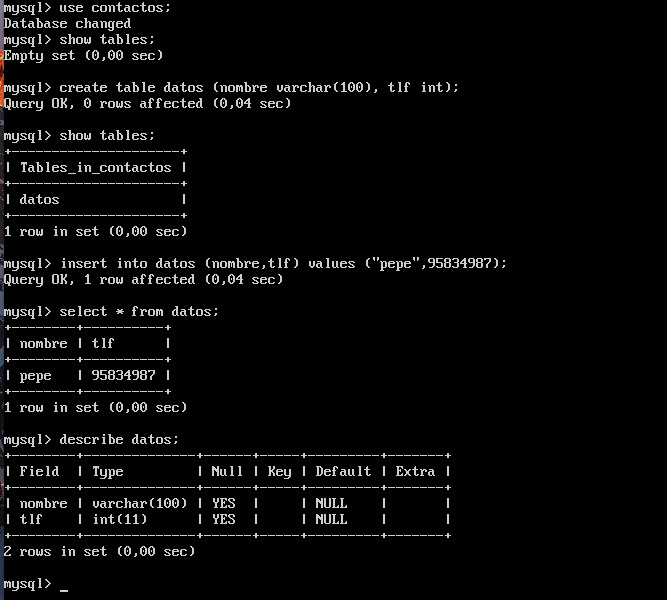 mysql> use contactos;
Database changed
mysql> show tables;
Empty set (0,00 sec)
mysql> create table datos (nombre varchar(100), tlf int);
Query OK, 0 rows affected (0,04 sec)
mysql> show tables;
+---------------------+
| Tables_in_contactos |
+---------------------+
| datos               |
+---------------------+
1 row in set (0,00 sec)
mysql> insert into datos (nombre,tlf) values ("pepe",95834987);
Query OK, 1 row affected (0,04 sec)
mysql> select * from datos;
+--------+----------+
| nombre | tlf      |
+--------+----------+
| pepe   | 95834987 |
+--------+----------+
1 row in set (0,00 sec)
mysql> describe datos;
+--------+--------------+------+-----+---------+-------+
| Field  | Type         | Null | Key | Default | Extra |
+--------+--------------+------+-----+---------+-------+
| nombre | varchar(100) | YES  |     | NULL    |       |
| tlf    | int(11)      | YES  |     | NULL    |       |
+--------+--------------+------+-----+---------+-------+
2 rows in set (0,00 sec)
mysql> _